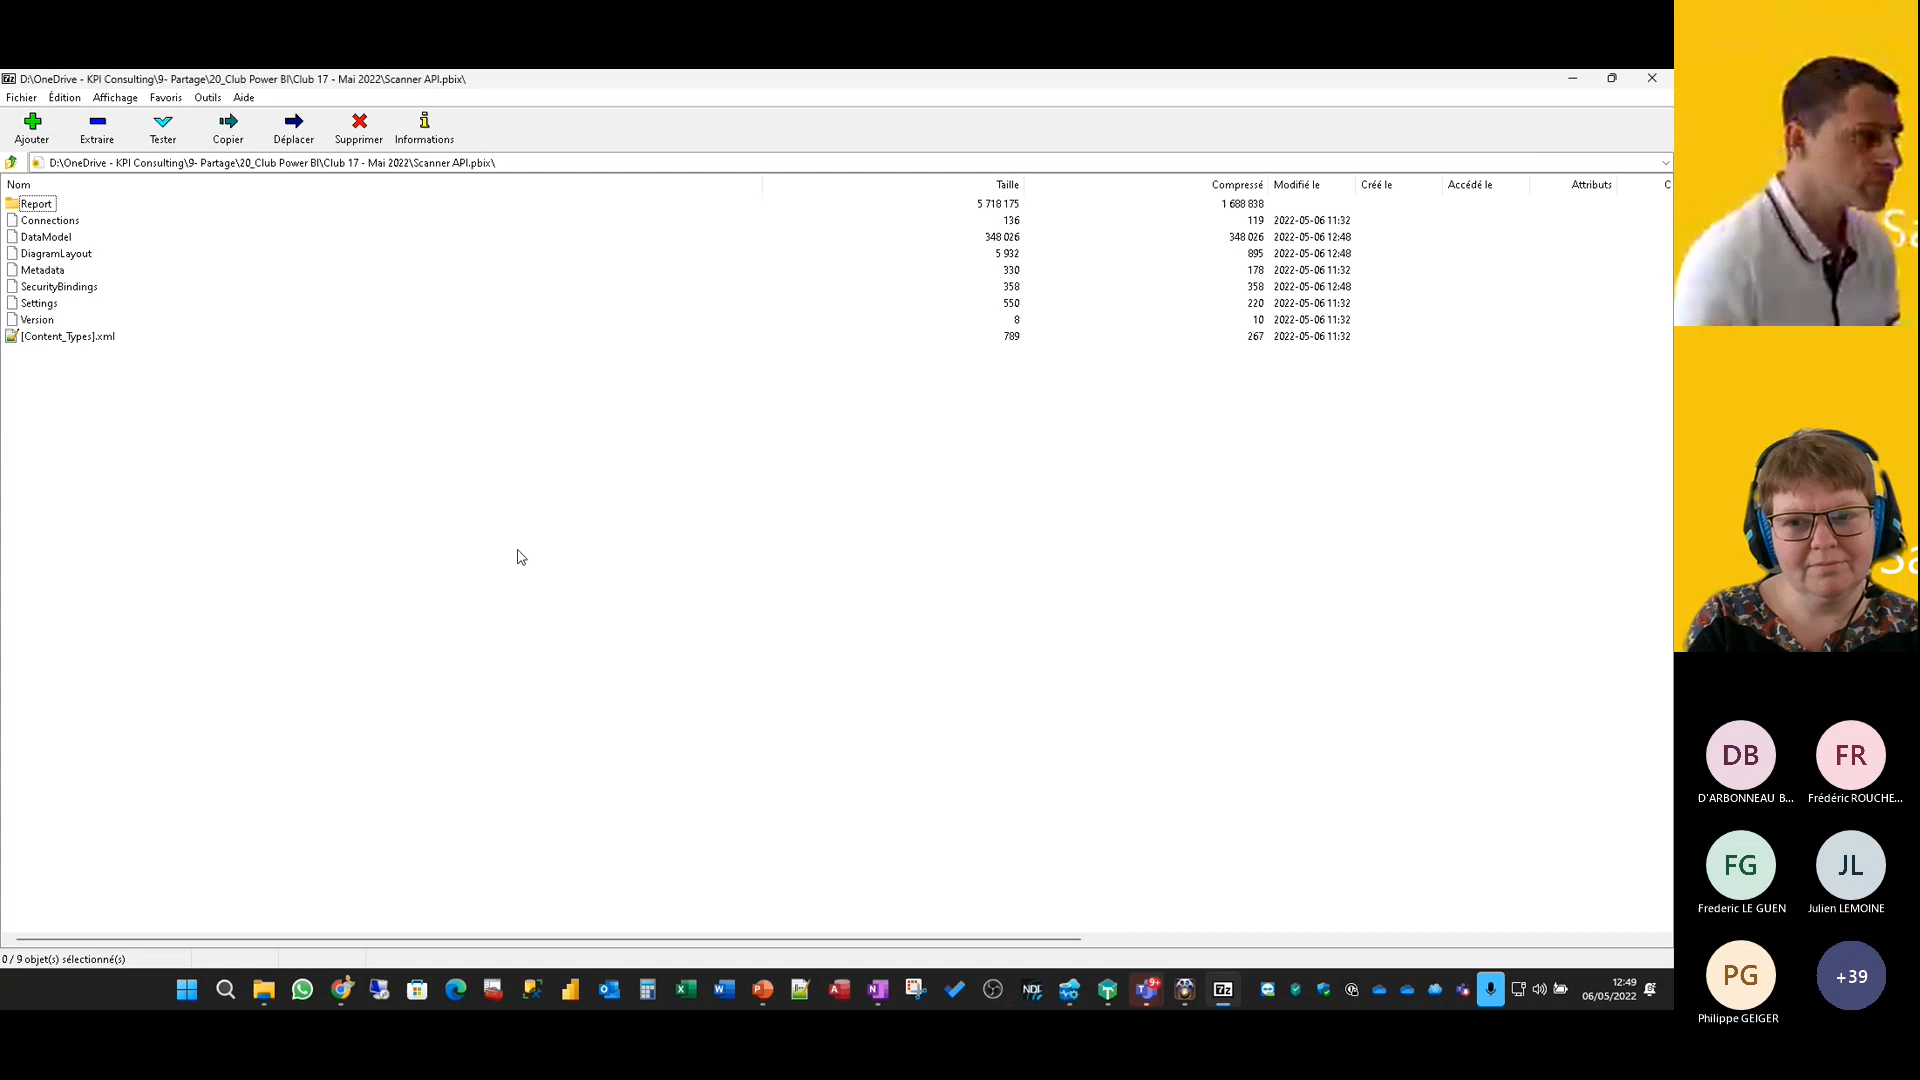 D:\OneDrive - KPI Consulting\9- Partage\20_Club Power BI\Club 17 - Mai 2022\Scanner API.pbix\
Fichier Édition Affichage Favoris Outils Aide
Ajouter Extraire Tester Copier Déplacer Supprimer Informations
D:\OneDrive - KPI Consulting\9- Partage\20_Club Power BI\Club 17 - Mai 2022\Scanner API.pbix\
Nom Taille Compressé Modifié le Créé le Accédé le Attributs C
Report 5 718 175 1 688 838
Connections 136 119 2022-05-06 11:32
DataModel 348 026 348 026 2022-05-06 12:48
DiagramLayout 5 932 895 2022-05-06 12:48
Metadata 330 178 2022-05-06 11:32
SecurityBindings 358 358 2022-05-06 12:48
Settings 550 220 2022-05-06 11:32
Version 8 10 2022-05-06 11:32
[Content_Types].xml 789 267 2022-05-06 11:32
0 / 9 objet(s) sélectionné(s)
12:49
06/05/2022
DB FR
D'ARBONNEAU B... Frédéric ROUCHE...
FG JL
Frederic LE GUEN Julien LEMOINE
PG +39
Philippe GEIGER